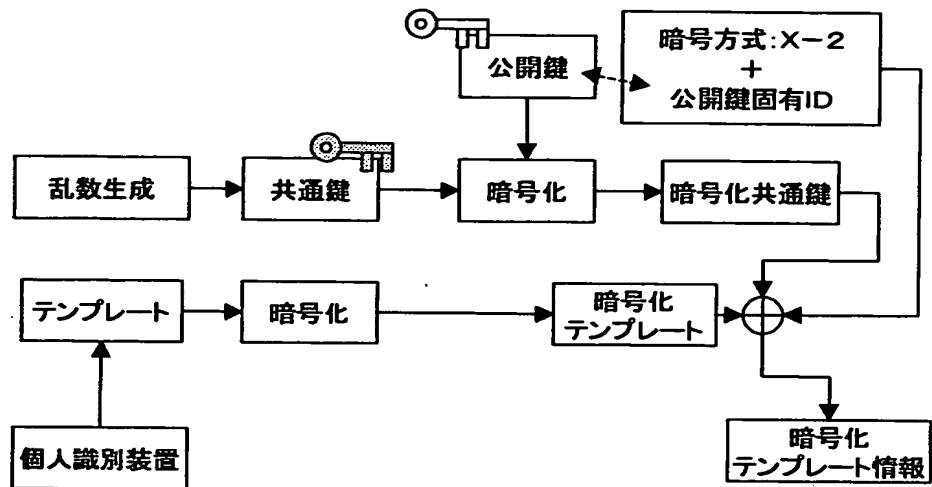 公開鍵
暗号方式:X-2
+
公開鍵固有ID
乱数生成
共通鍵
暗号化
暗号化共通鍵
テンプレート
暗号化
暗号化
テンプレート
個人識別装置
暗号化
テンプレート情報